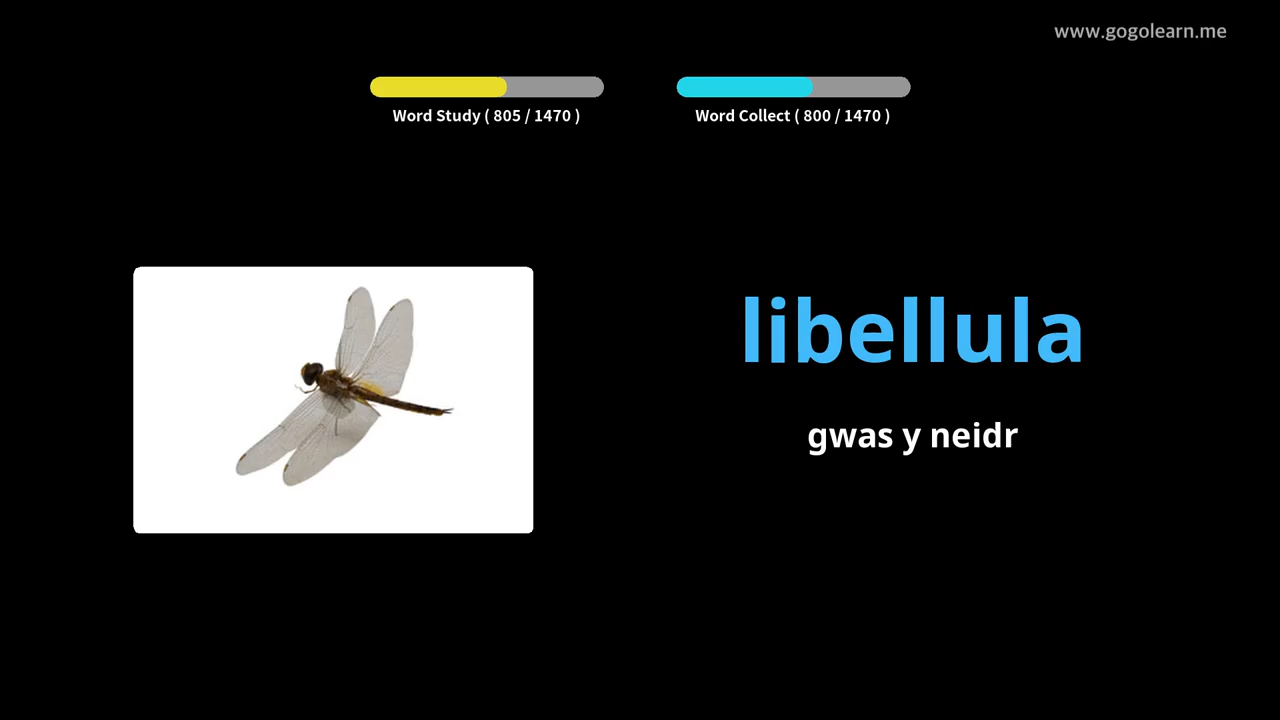 www.gogolearn.me
Word Study ( 805 / 1470 )
Word Collect ( 800 / 1470 )
libellula
gwas y neidr